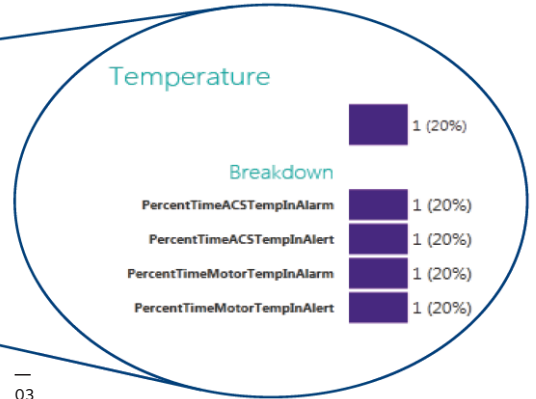 Temperature
1 (20%)
Breakdown
PercentTimeACSTempInAlarm 1 (20%)
PercentTimeACSTempInAlert 1 (20%)
PercentTimeMotorTempInAlarm 1 (20%)
PercentTimeMotorTempInAlert 1 (20%)
—
03